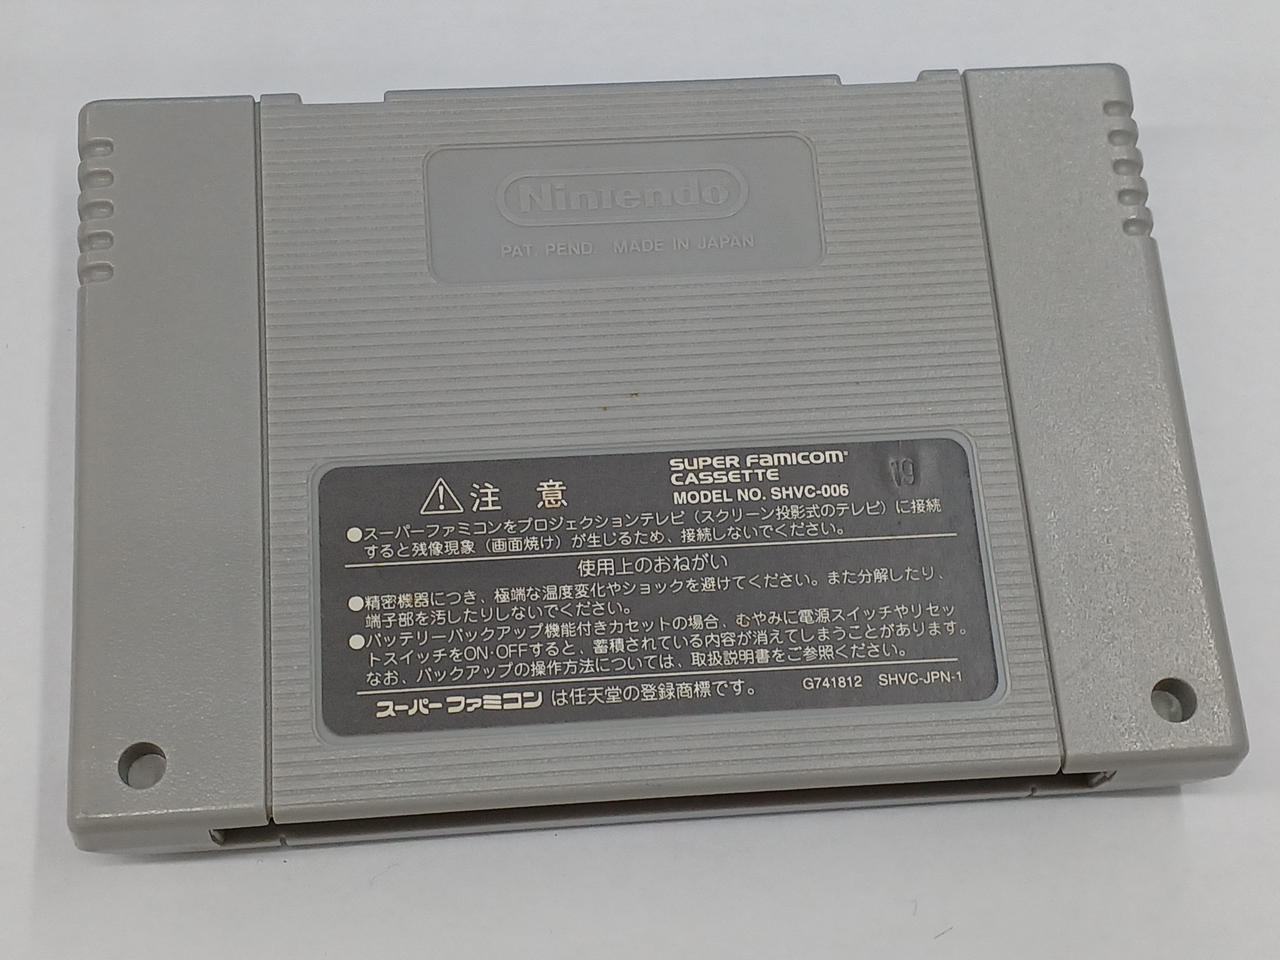 Nintendo
PAT. PEND. MADE IN JAPAN
SUPER FAMICOM
CASSETTE
MODEL NO. SHVC-006
19
注 意
●スーパーファミコンをプロジェクションテレビ(スクリーン投影式のテレビ)に接続
すると残像現象(画面焼け)が生じるため、接続しないでください。
使用上のおねがい
●精密機器につき、極端な温度変化やショックを避けてください。また分解したり、
端子部を汚したりしないでください。
●バッテリーバックアップ機能付きカセットの場合、むやみに電源スイッチやリセッ
トスイッチをON・OFFすると、蓄積されている内容が消えてしまうことがあります。
なお、バックアップの操作方法については、取扱説明書をご参照ください。
スーパーファミコン は任天堂の登録商標です。
G741812 SHVC-JPN-1